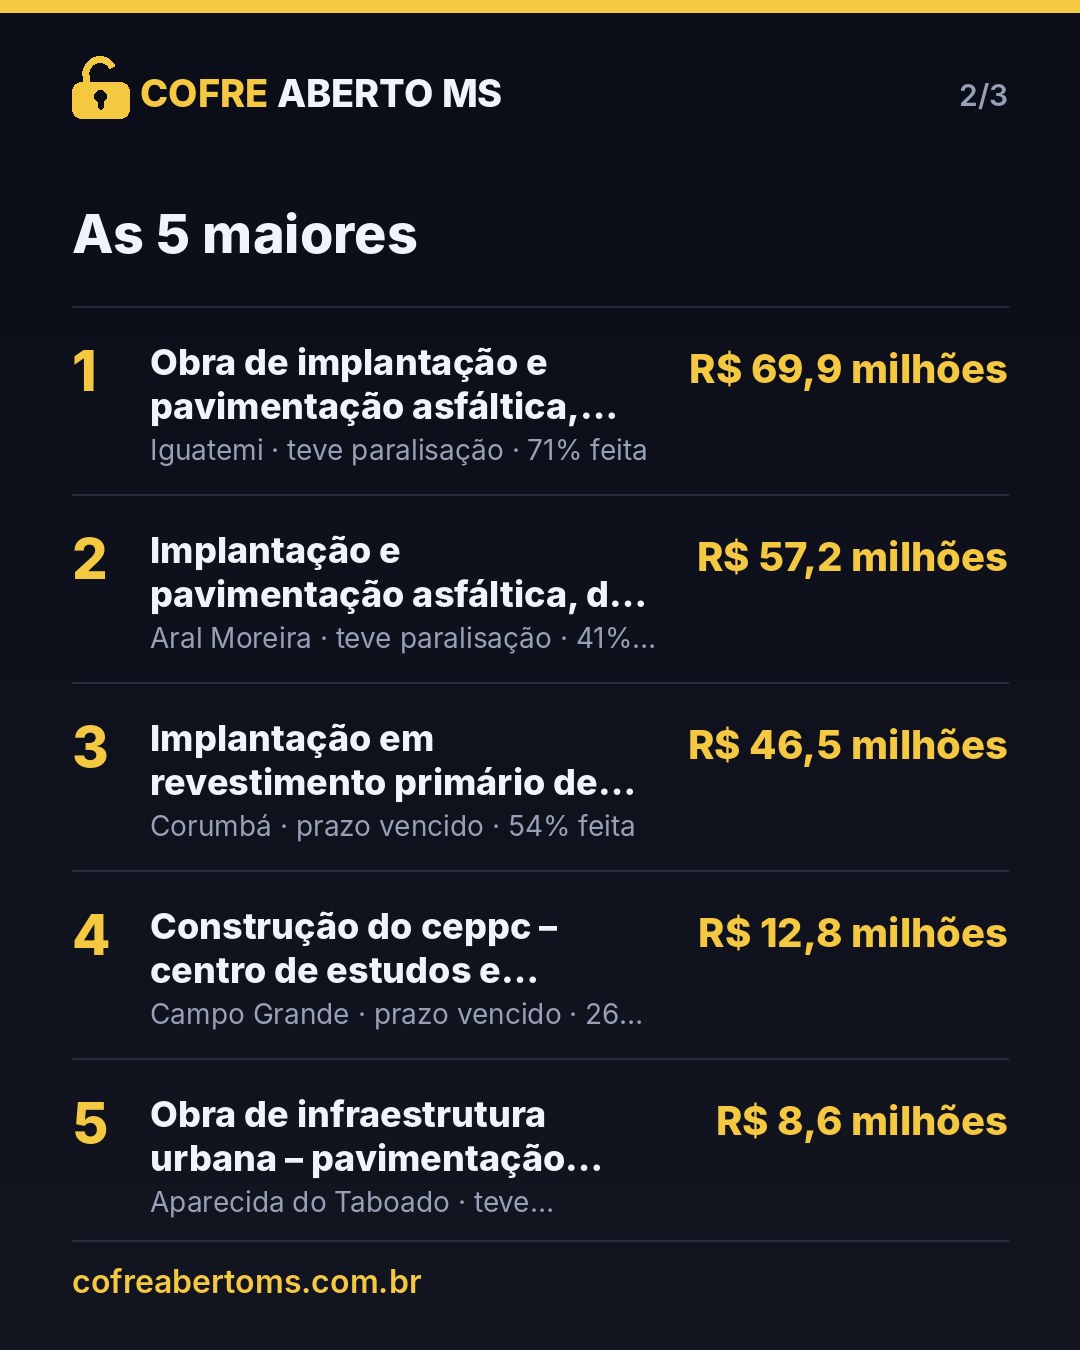 COFRE ABERTO MS
2/3
As 5 maiores
1
Obra de implantação e
pavimentação asfáltica,...
Iguatemi · teve paralisação · 71% feita
R$ 69,9 milhões
2
Implantação e
pavimentação asfáltica, d...
Aral Moreira · teve paralisação · 41%...
R$ 57,2 milhões
3
Implantação em
revestimento primário de...
Corumbá · prazo vencido · 54% feita
R$ 46,5 milhões
4
Construção do ceppc –
centro de estudos e...
Campo Grande · prazo vencido · 26...
R$ 12,8 milhões
5
Obra de infraestrutura
urbana – pavimentação...
Aparecida do Taboado · teve...
R$ 8,6 milhões
cofreabertoms.com.br